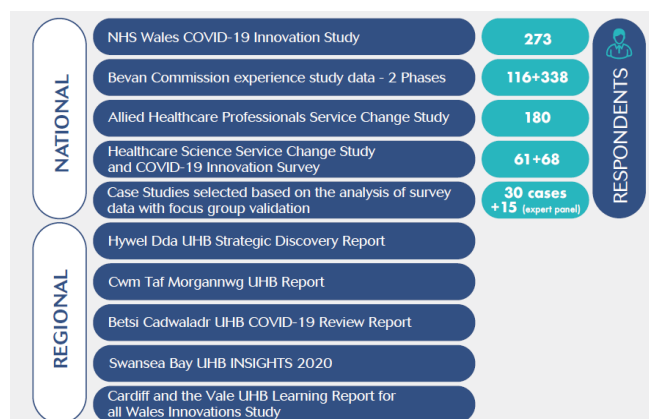 NATIONAL
NHS Wales COVID-19 Innovation Study
273
Bevan Commission experience study data - 2 Phases
116+338
Allied Healthcare Professionals Service Change Study
180
Healthcare Science Service Change Study
and COVID-19 Innovation Survey
61+68
Case Studies selected based on the analysis of survey
data with focus group validation
30 cases
+15 (expert panel)
RESPONDENTS
REGIONAL
Hywel Dda UHB Strategic Discovery Report
Cwm Taf Morgannwg UHB Report
Betsi Cadwaladr UHB COVID-19 Review Report
Swansea Bay UHB INSIGHTS 2020
Cardiff and the Vale UHB Learning Report for
all Wales Innovations Study